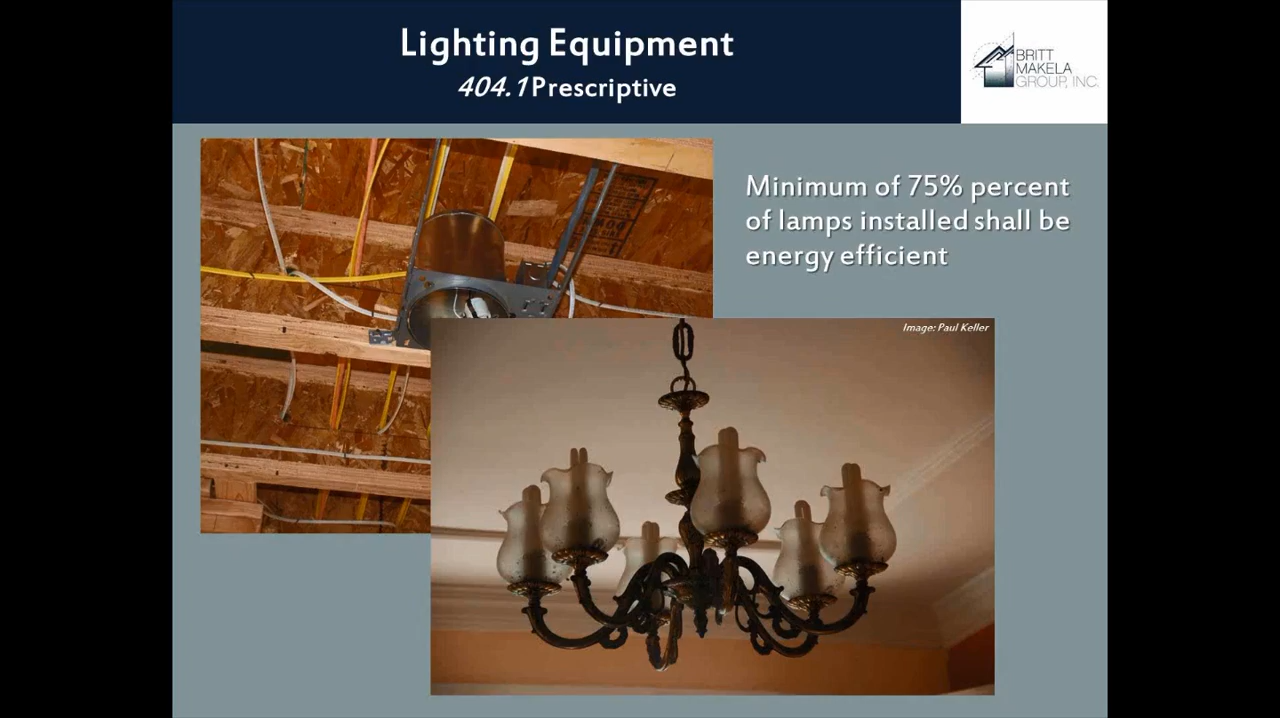 Lighting Equipment
404.1 Prescriptive
BRITT
MAKELA
GROUP, INC.
Minimum of 75% percent
of lamps installed shall be
energy efficient
Image: Paul Keller